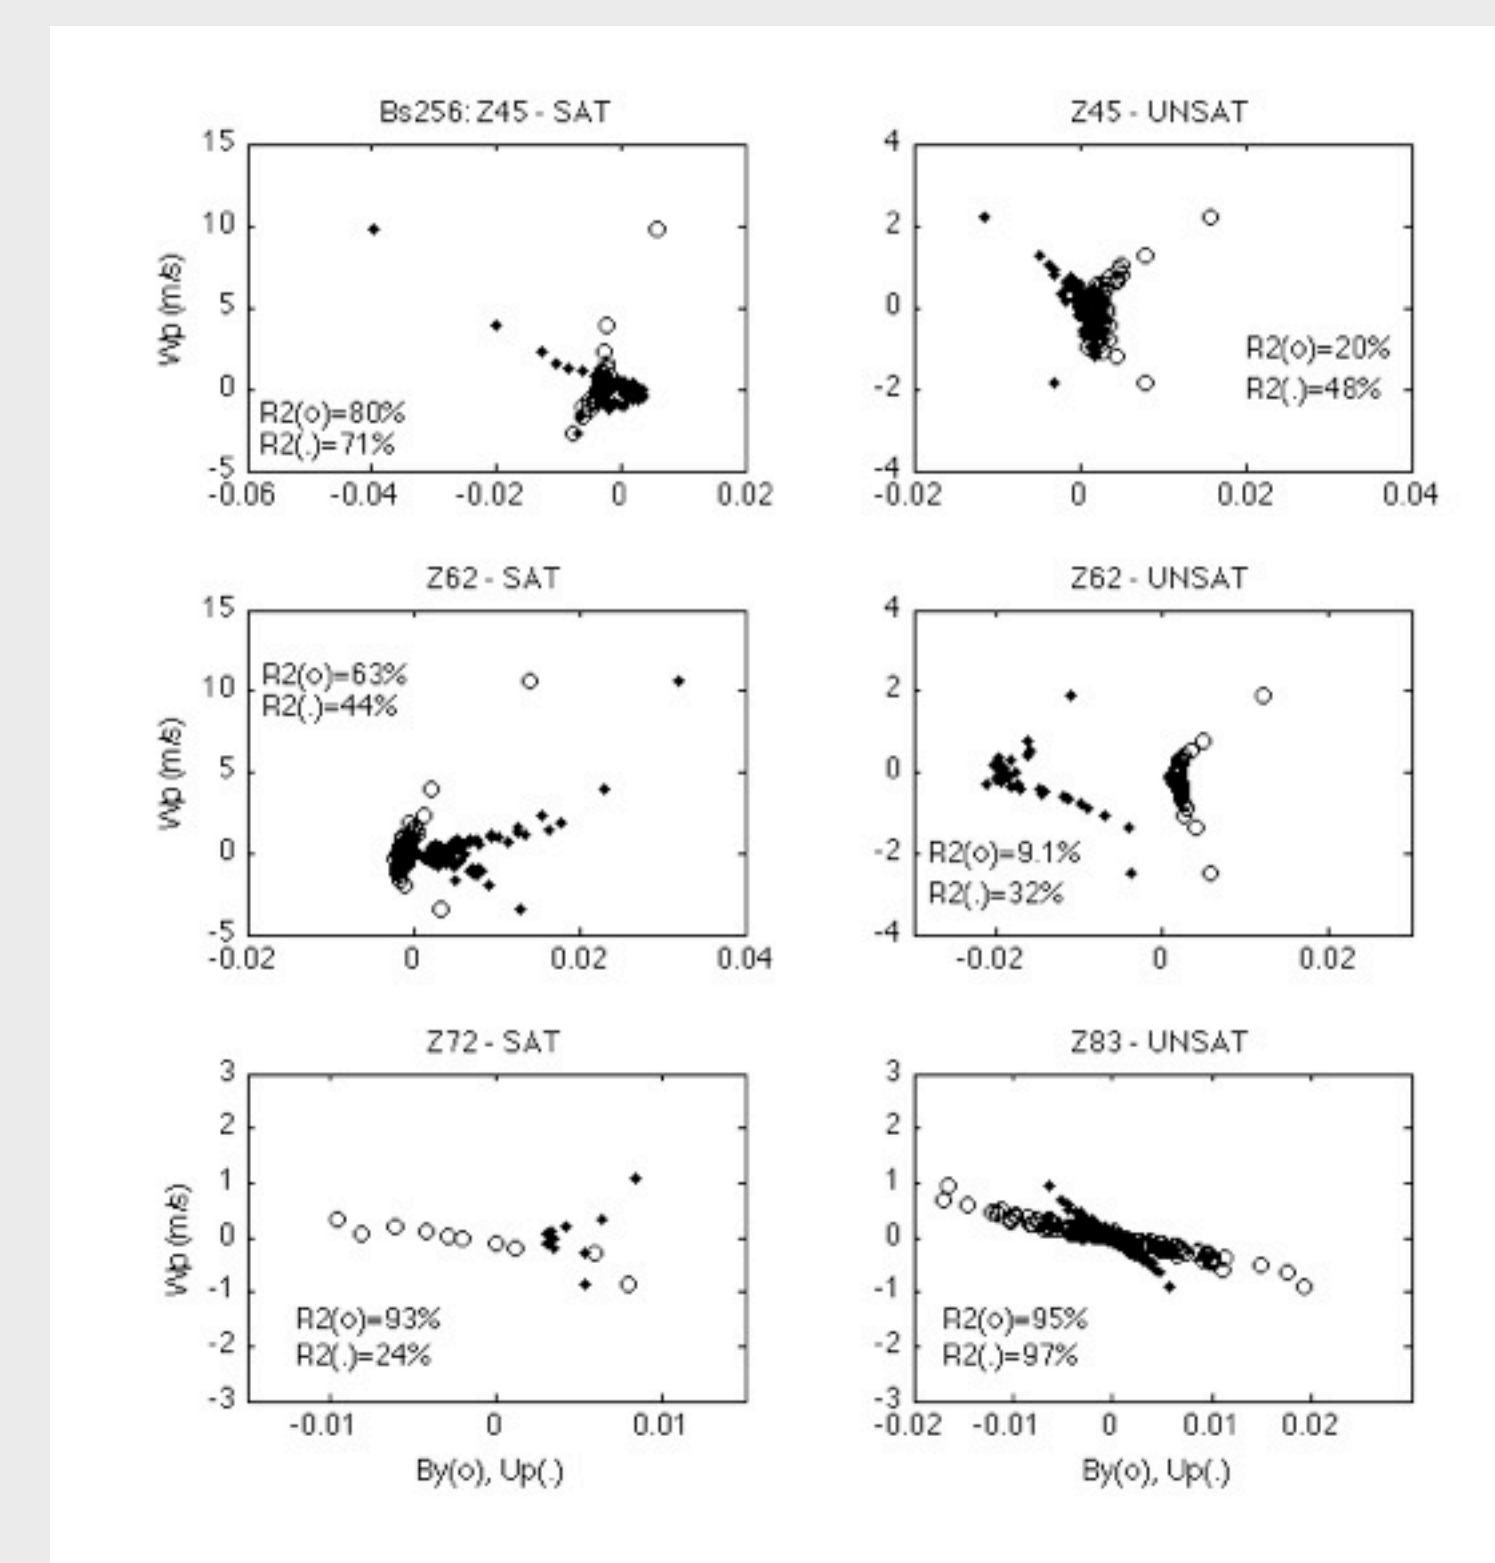 Bs256: Z45 - SAT
15
10
5
0
-5
Wp (m/s)
R2(o)=80%
R2(.)=71%
-0.06 -0.04 -0.02 0 0.02
Z45 - UNSAT
4
2
0
-2
-4
R2(o)=20%
R2(.)=48%
-0.02 0 0.02 0.04
Z62 - SAT
15
10
5
0
-5
Wp (m/s)
R2(o)=63%
R2(.)=44%
-0.02 0 0.02 0.04
Z62 - UNSAT
4
2
0
-2
-4
R2(o)=9.1%
R2(.)=32%
-0.02 0 0.02
Z72 - SAT
3
2
1
0
-1
-2
-3
Wp (m/s)
R2(o)=93%
R2(.)=24%
-0.01 0 0.01
By(o), Up(.)
Z83 - UNSAT
3
2
1
0
-1
-2
-3
R2(o)=95%
R2(.)=97%
-0.02 -0.01 0 0.01 0.02
By(o), Up(.)